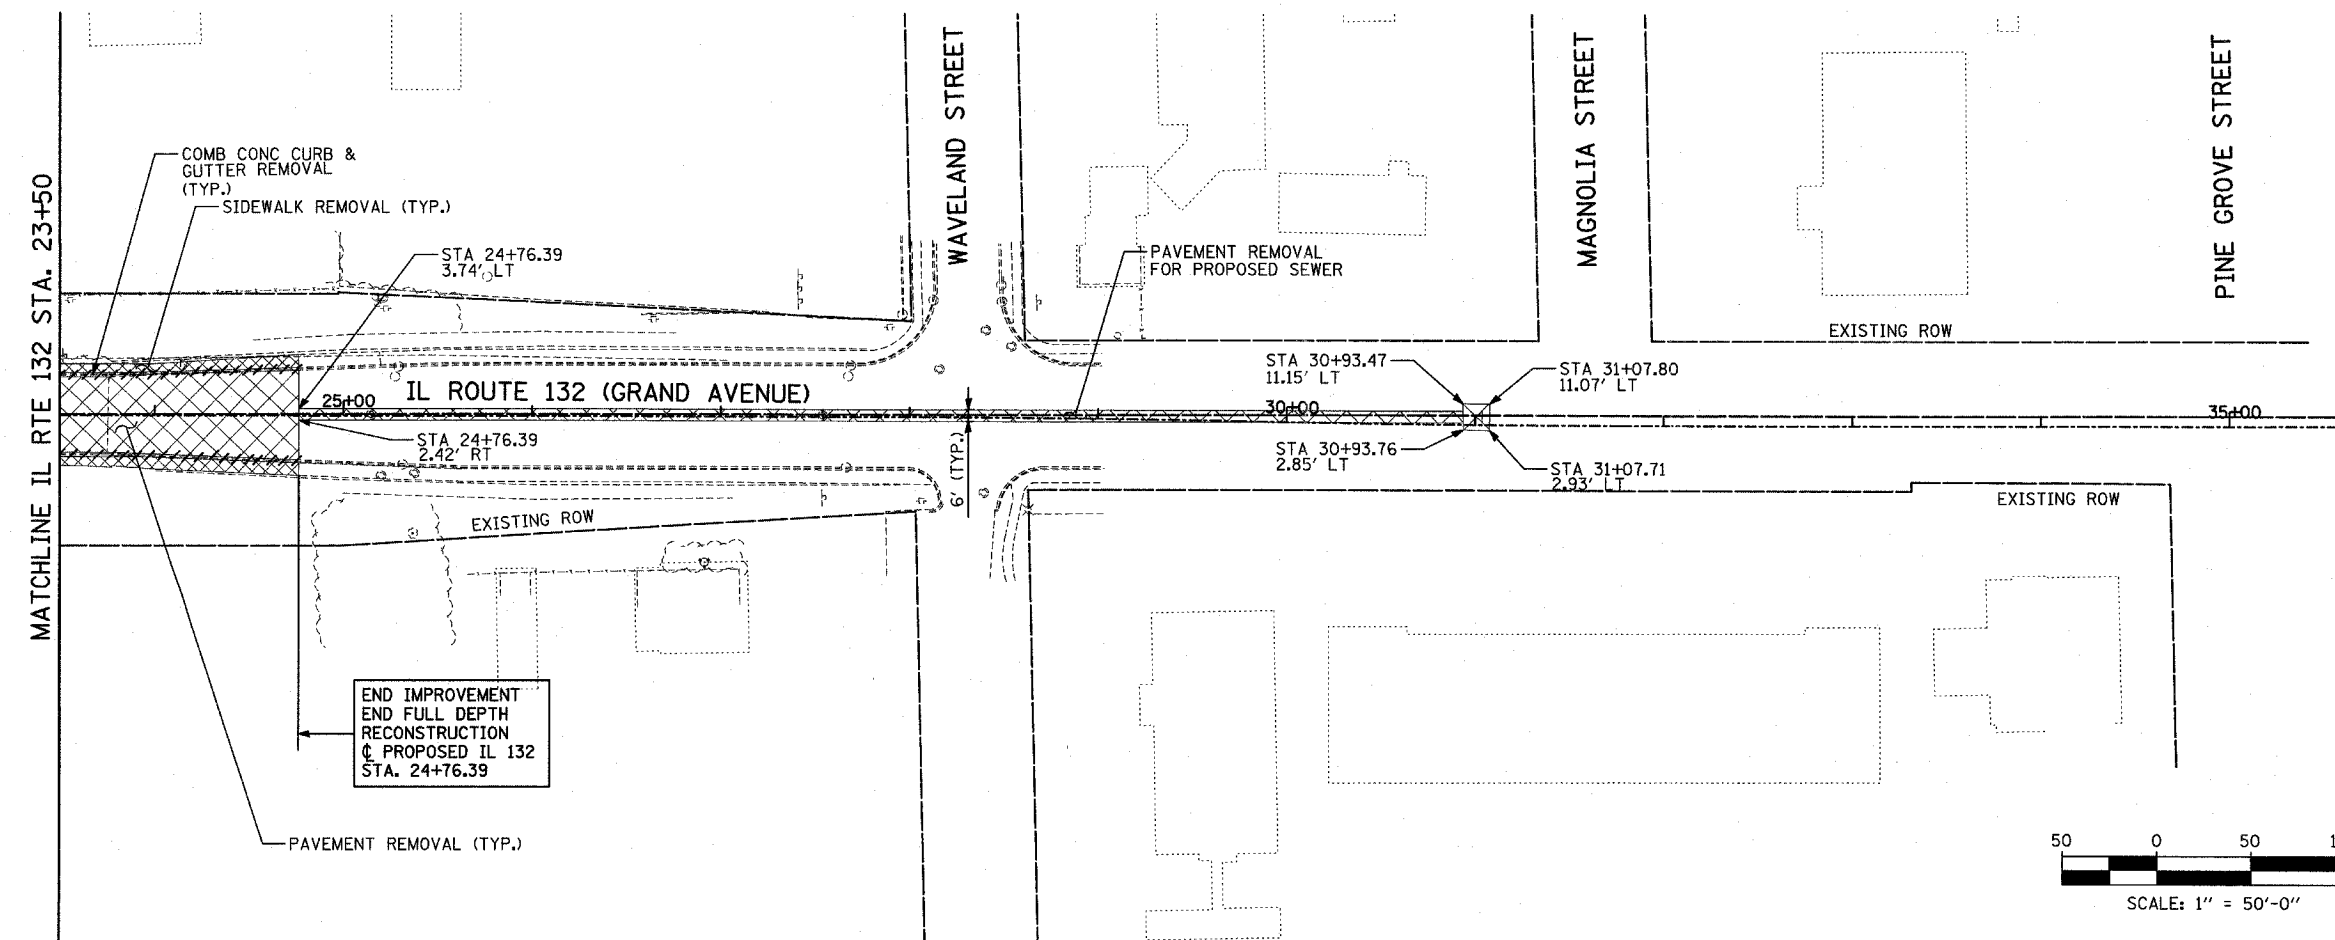 MATCHLINE IL RTE 132 STA. 23+50
COMB CONC CURB &
GUTTER REMOVAL
(TYP.)
SIDEWALK REMOVAL (TYP.)
STA 24+76.39
3.74' LT
25+00
IL ROUTE 132 (GRAND AVENUE)
STA 24+76.39
2.42' RT
EXISTING ROW
END IMPROVEMENT
END FULL DEPTH
RECONSTRUCTION
℄ PROPOSED IL 132
STA. 24+76.39
PAVEMENT REMOVAL (TYP.)
WAVELAND STREET
6' (TYP.)
PAVEMENT REMOVAL
FOR PROPOSED SEWER
MAGNOLIA STREET
STA 30+93.47
11.15' LT
STA 31+07.80
11.07' LT
30+00
STA 30+93.76
2.85' LT
STA 31+07.71
2.93' LT
EXISTING ROW
PINE GROVE STREET
35+00
EXISTING ROW
50 0 50
SCALE: 1" = 50'-0"